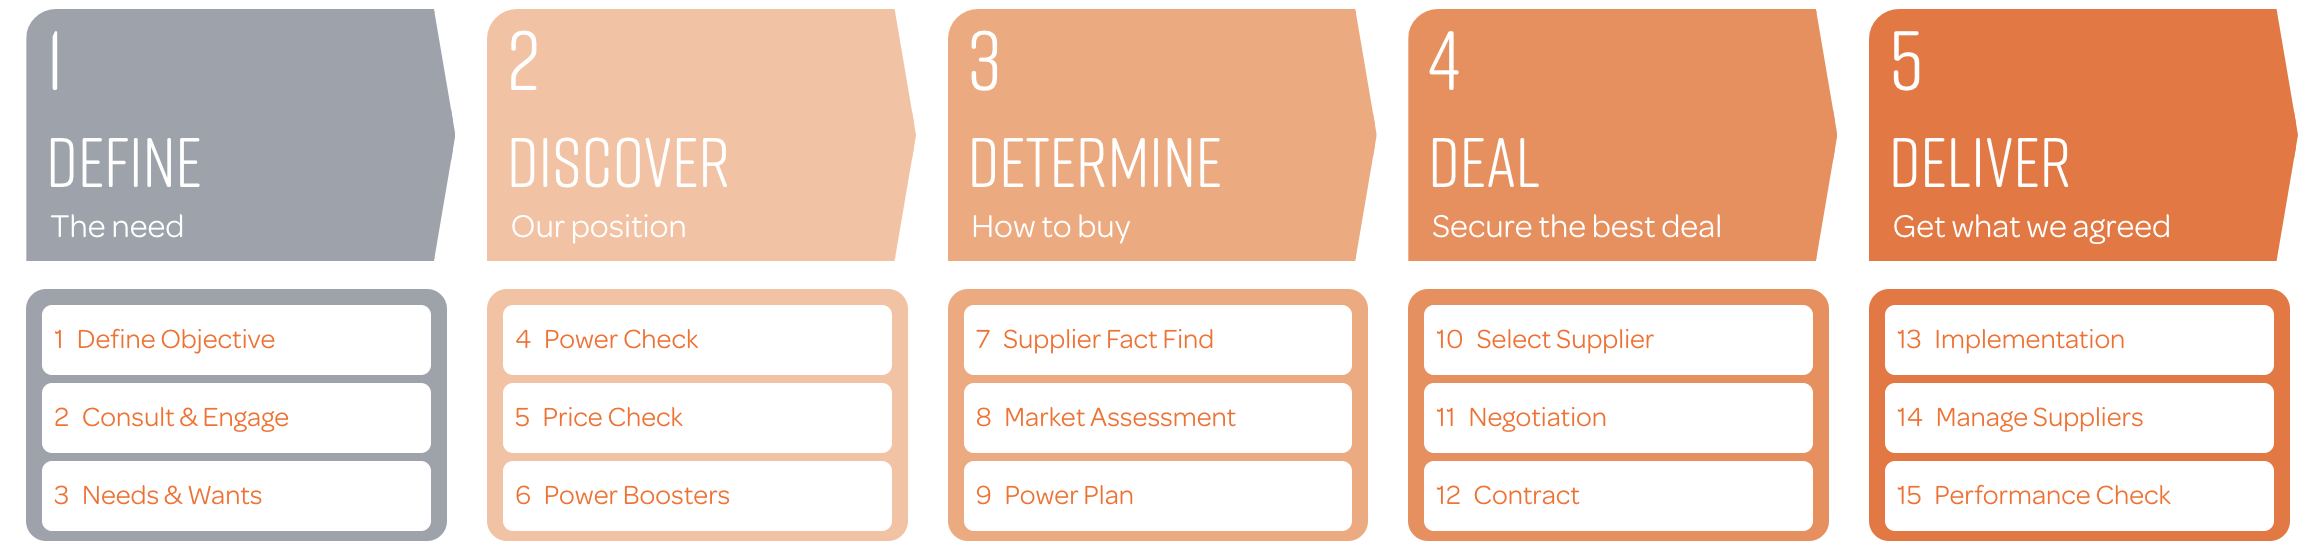 1
DEFINE
The need
1 Define Objective
2 Consult & Engage
3 Needs & Wants
2
DISCOVER
Our position
4 Power Check
5 Price Check
6 Power Boosters
3
DETERMINE
How to buy
7 Supplier Fact Find
8 Market Assessment
9 Power Plan
4
DEAL
Secure the best deal
10 Select Supplier
11 Negotiation
12 Contract
5
DELIVER
Get what we agreed
13 Implementation
14 Manage Suppliers
15 Performance Check